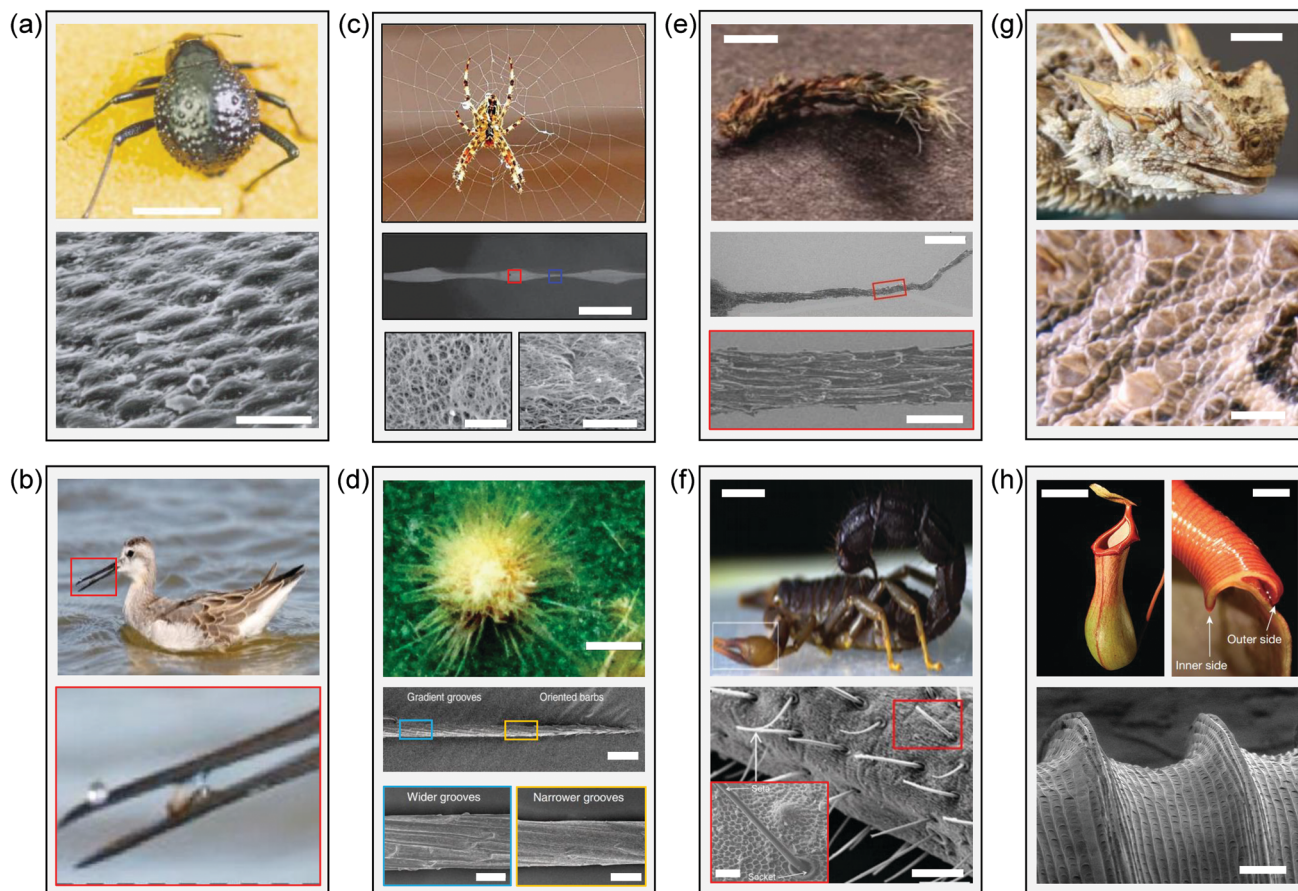 (a)
(c)
(e)
(g)
(b)
(d)
Gradient grooves
Oriented barbs
Wider grooves
Narrower grooves
(f)
Seta
Socket
(h)
Outer side
Inner side